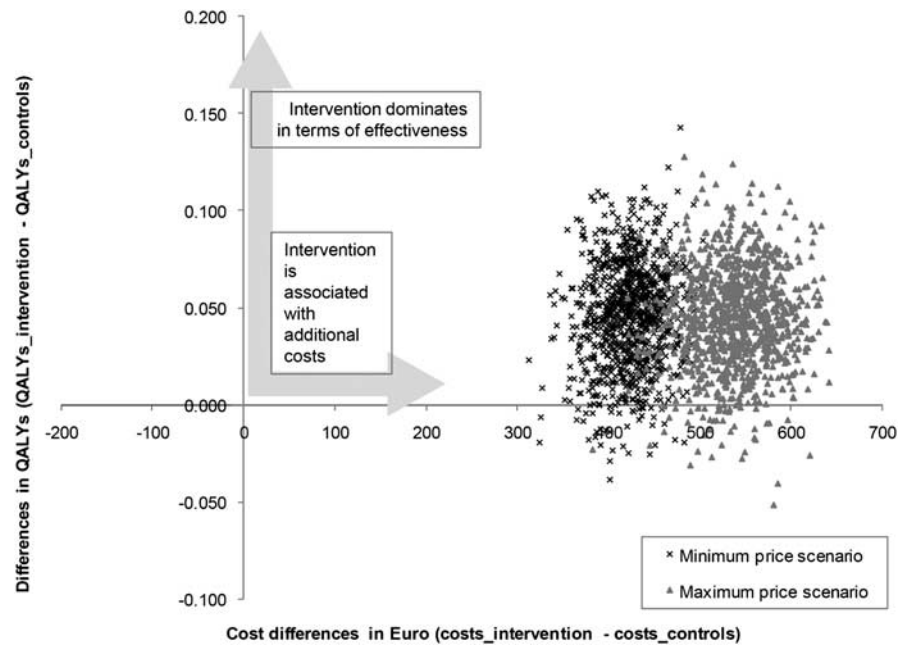 0.200
0.150
0.100
0.050
0.000
-0.050
-0.100
Differences in QALYs (QALYs_intervention - QALYs_controls)
Intervention dominates
in terms of effectiveness
Intervention
is
associated
with
additional
costs
-200 -100 0 100 200 300 400 500 600 700
Minimum price scenario
Maximum price scenario
Cost differences in Euro (costs_intervention - costs_controls)